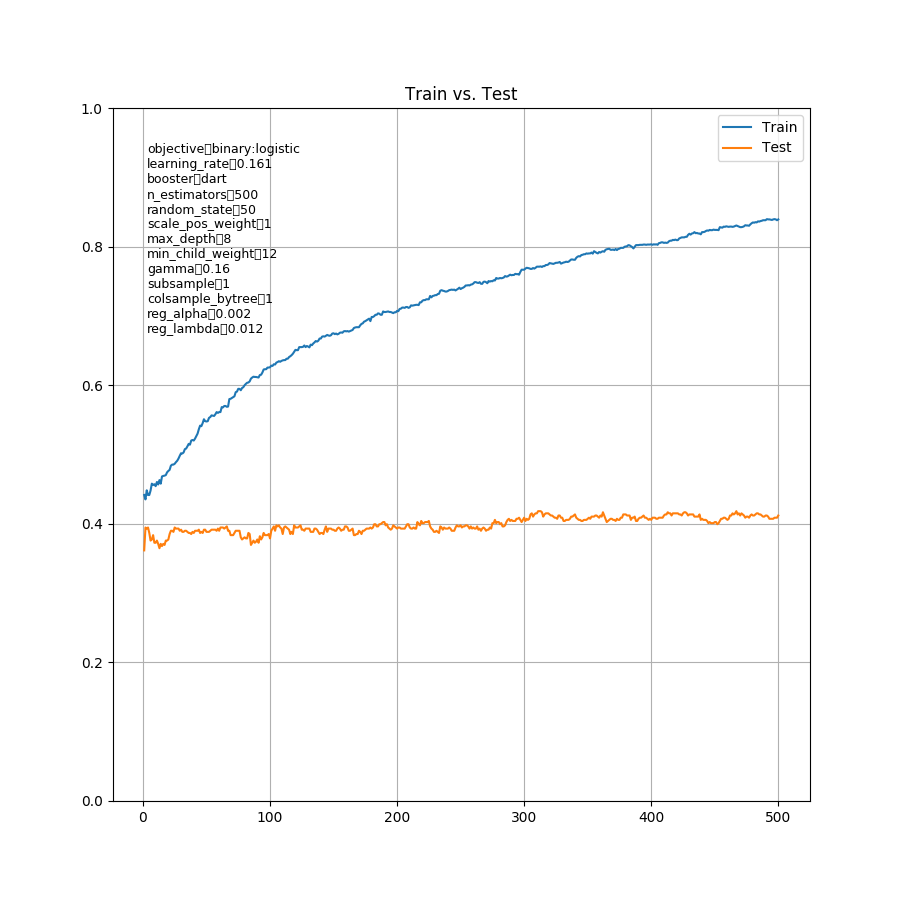 Train vs. Test
1.0
0.8
0.6
0.4
0.2
0.0
objective▯binary:logistic
learning_rate▯0.161
booster▯dart
n_estimators▯500
random_state▯50
scale_pos_weight▯1
max_depth▯8
min_child_weight▯12
gamma▯0.16
subsample▯1
colsample_bytree▯1
reg_alpha▯0.002
reg_lambda▯0.012
Train
Test
0 100 200 300 400 500